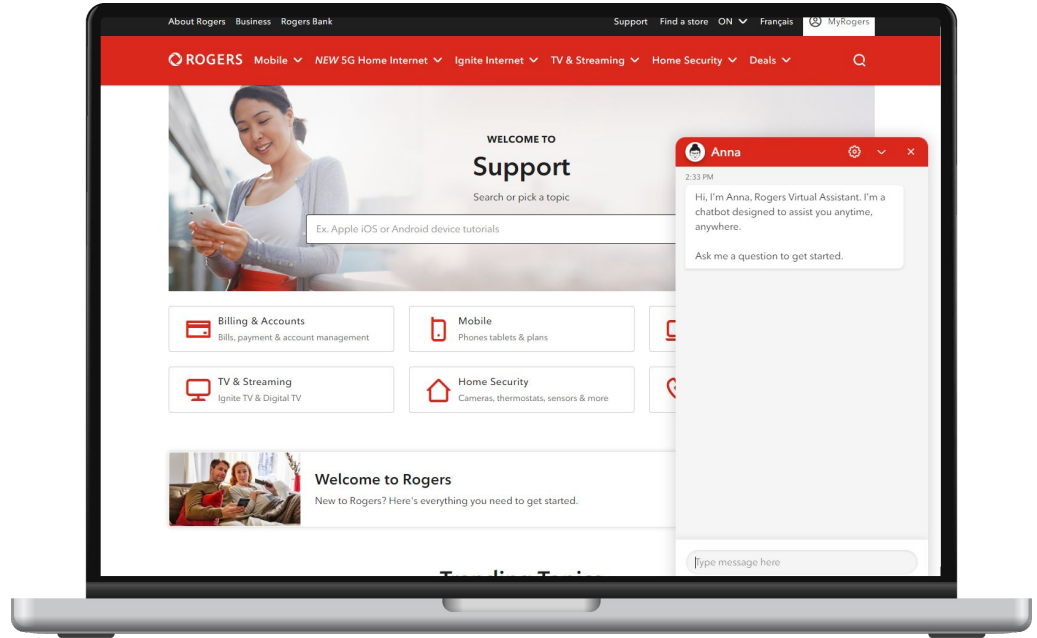 About Rogers Business Rogers Bank
Support Find a store ON Français MyRogers
ROGERS Mobile NEW 5G Home Internet Ignite Internet TV & Streaming Home Security Deals
WELCOME TO
Support
Search or pick a topic
Ex. Apple iOS or Android device tutorials
Billing & Accounts
Bills, payment & account management
Mobile
Phones tablets & plans
TV & Streaming
Ignite TV & Digital TV
Home Security
Cameras, thermostats, sensors & more
Welcome to Rogers
New to Rogers? Here's everything you need to get started.
Anna
2:33 PM
Hi, I'm Anna, Rogers Virtual Assistant. I'm a
chatbot designed to assist you anytime,
anywhere.
Ask me a question to get started.
Type message here